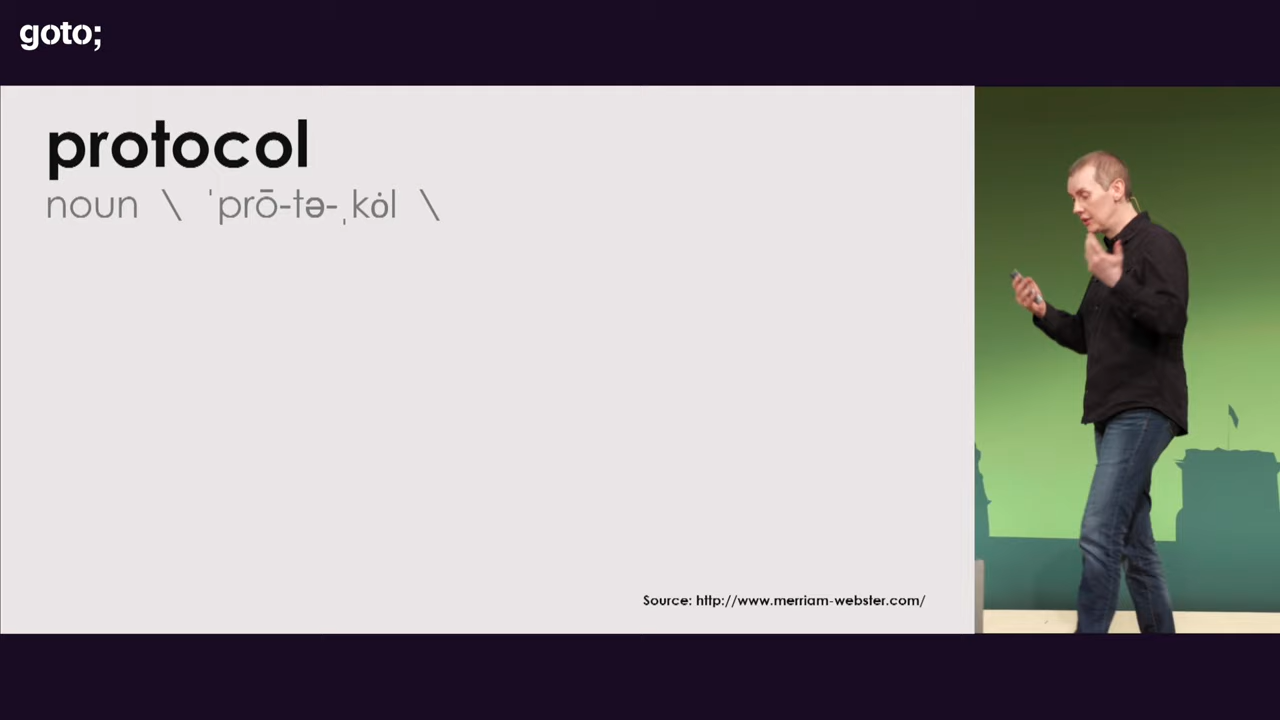 goto;
protocol
noun \ ˈprō-tə-ˌkȯl \
Source: http://www.merriam-webster.com/